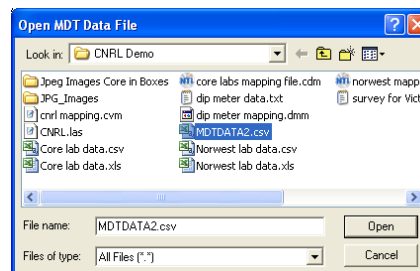 Open MDT Data File
Look in: CNRL Demo
Jpeg Images Core in Boxes
JPG_Images
cnrl mapping.cvm
CNRL.las
Core lab data.csv
Core lab data.xls
core labs mapping file.cdm
dip meter data.txt
dip meter mapping.dmm
MDTDATA2.csv
Norwest lab data.csv
Norwest lab data.xls
norwest mapp
survey for Vict
File name: MDTDATA2.csv
Open
Files of type: All Files (*.*)
Cancel